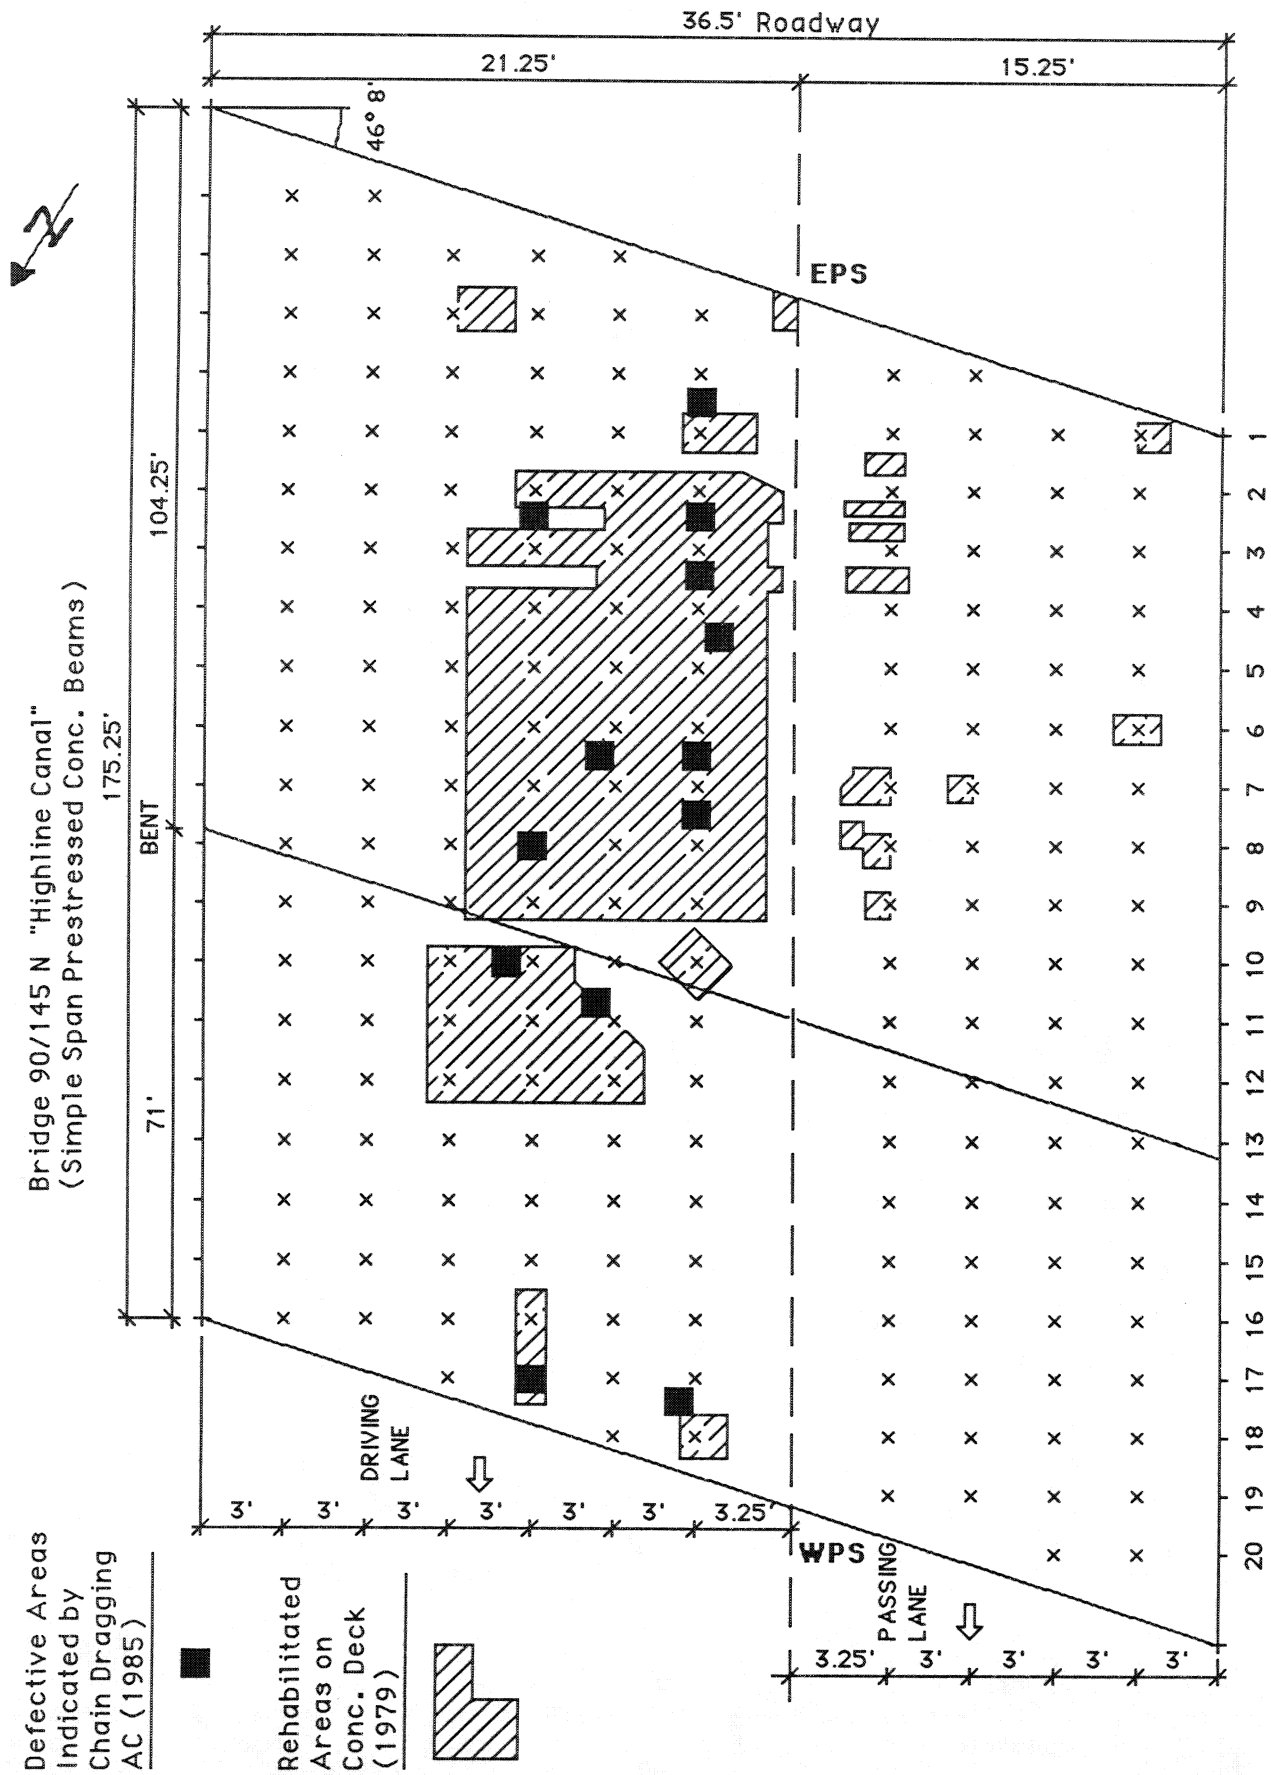 Bridge 90/145 N "Highline Canal"
(Simple Span Prestressed Conc. Beams)
175.25'
71'
BENT
104.25'
36.5' Roadway
21.25'
15.25'
46° 8'
N
EPS
WPS
DRIVING
LANE
PASSING
LANE
3'
3'
3'
3'
3'
3'
3.25'
3.25'
3'
3'
3'
3'
1
2
3
4
5
6
7
8
9
10
11
12
13
14
15
16
17
18
19
20
Defective Areas
Indicated by
Chain Dragging
AC (1985)
Rehabilitated
Areas on
Conc. Deck
(1979)